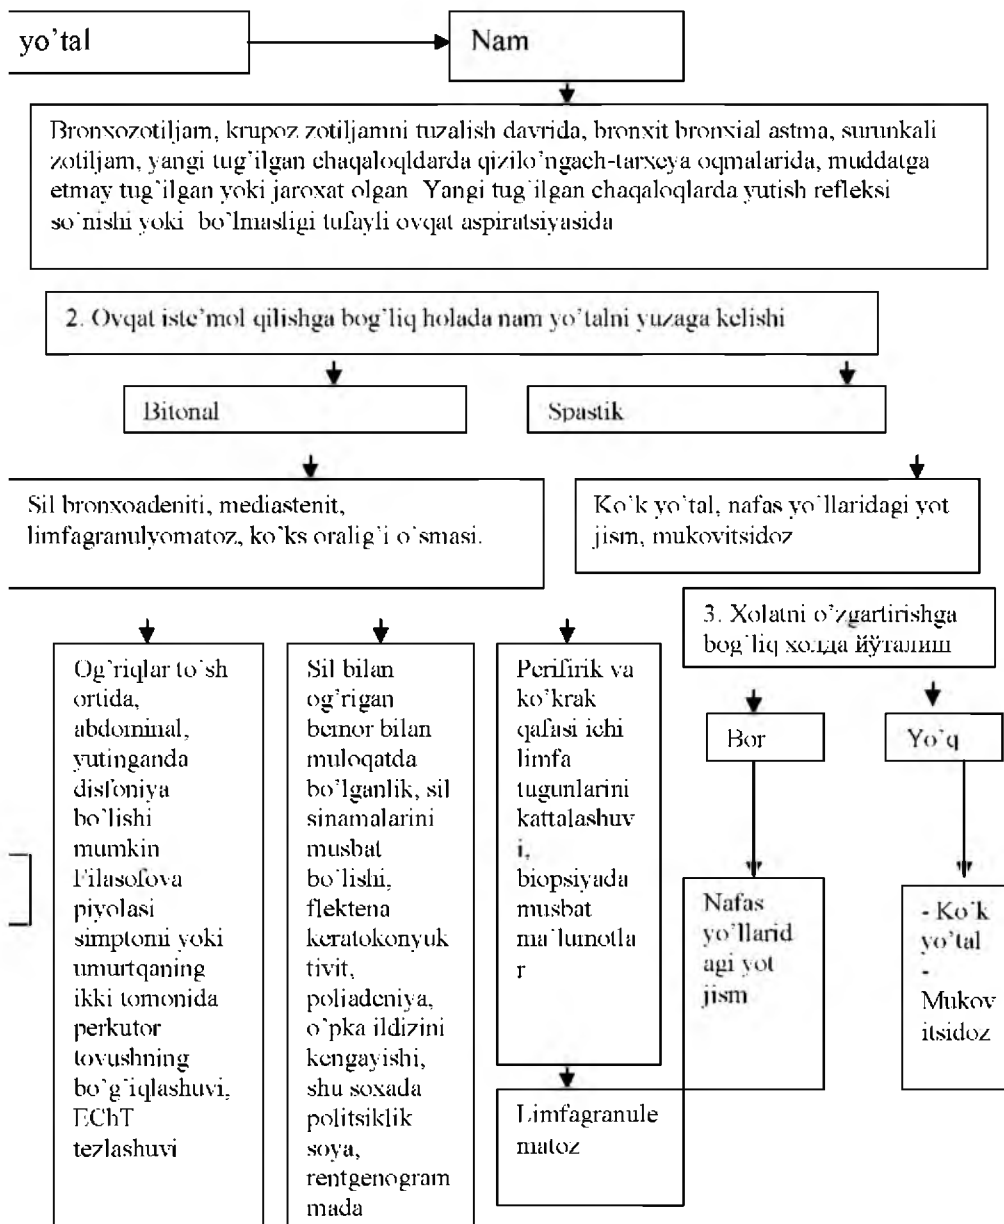 yo’tal
Nam
Bronxozotiljam, krupoz zotiljamni tuzalish davrida, bronxit bronxial astma, surunkali
zotiljam, yangi tug’ilgan chaqaloqldarda qizilo’ngach-tarxeya oqmalarida, muddatga
etmay tug’ilgan yoki jaroxat olgan Yangi tug’ilgan chaqaloqlarda yutish refleksi
so’nishi yoki bo’lmasligi tufayli ovqat aspiratsiyasida
2. Ovqat iste’mol qilishga bog’liq holada nam yo’talni yuzaga kelishi
Bitonal
Spastik
Sil bronxoadeniti, mediastenit,
limfagranulyomatoz, ko’ks oralig’i o’smasi.
Ko’k yo’tal, nafas yo’llaridagi yot
jism, mukovitsidoz
3. Xolatni o’zgartirishga
bog’liq холда йўталиш
Og’riqlar to’sh
ortida,
abdominal,
yutinganda
disfoniya
bo’lishi
mumkin
Filasofova
piyolasi
simptomi yoki
umurtqaning
ikki tomonida
perkutor
tovushning
bo’g’iqlashuvi,
EChT
tezlashuvi
Sil bilan
og’rigan
bemor bilan
muloqatda
bo’lganlik, sil
sinamalarini
musbat
bo’lishi,
flektena
keratokonyuk
tivit,
poliadeniya,
o’pka ildizini
kengayishi,
shu soxada
politsiklik
soya,
rentgenogram
mada
Perifirik va
ko’krak
qafasi ichi
limfa
tugunlarini
kattalashuv
i,
biopsiyada
musbat
ma’lumotla
r
Limfagranule
matoz
Bor
Yo’q
Nafas
yo’llarid
agi yot
jism
- Ko’k
yo’tal
-
Mukov
itsidoz